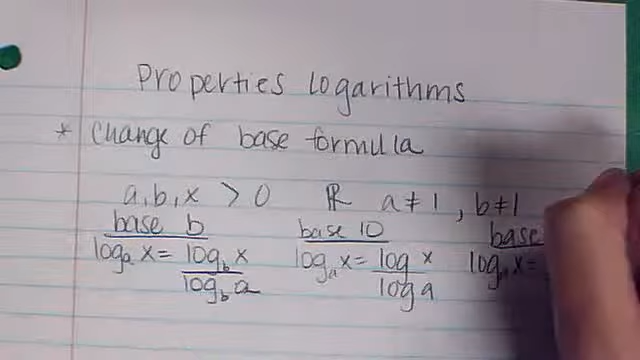 Properties logarithms
* Change of base formula
a, b, x > 0 ℝ a ≠ 1, b ≠ 1
base b base 10 base
logₐ x = log_b x / log_b a logₐ x = log x / log a logₐ x =